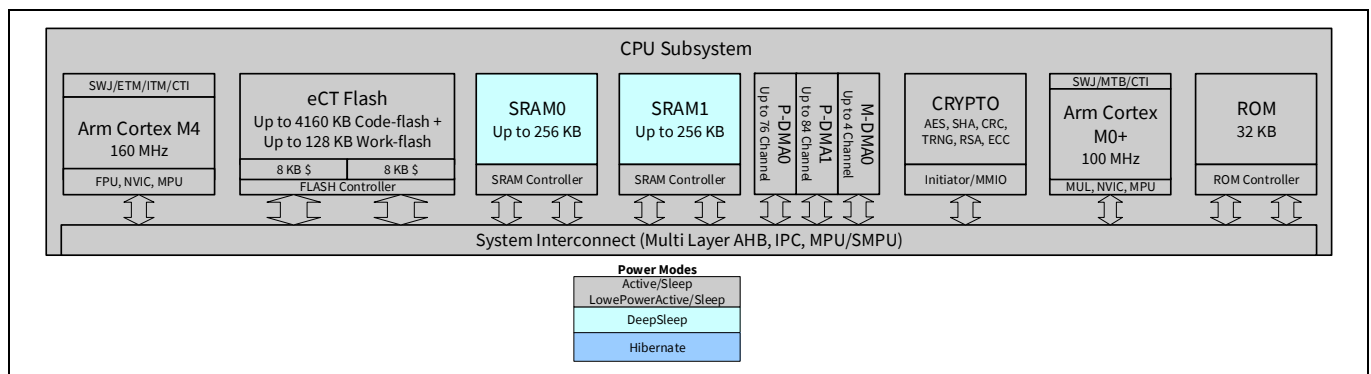 CPU Subsystem
SWJ/ETM/ITM/CTI
Arm Cortex M4
160 MHz
FPU, NVIC, MPU
eCT Flash
Up to 4160 KB Code-flash +
Up to 128 KB Work-flash
8 KB $
8 KB $
FLASH Controller
SRAM0
Up to 256 KB
SRAM Controller
SRAM1
Up to 256 KB
SRAM Controller
P-DMA0
Up to 76 Channel
P-DMA1
Up to 84 Channel
M-DMA0
Up to 4 Channel
CRYPTO
AES, SHA, CRC,
TRNG, RSA, ECC
Initiator/MMIO
SWJ/MTB/CTI
Arm Cortex
M0+
100 MHz
MUL, NVIC, MPU
ROM
32 KB
ROM Controller
System Interconnect (Multi Layer AHB, IPC, MPU/SMPU)
Power Modes
Active/Sleep
LowePowerActive/Sleep
DeepSleep
Hibernate